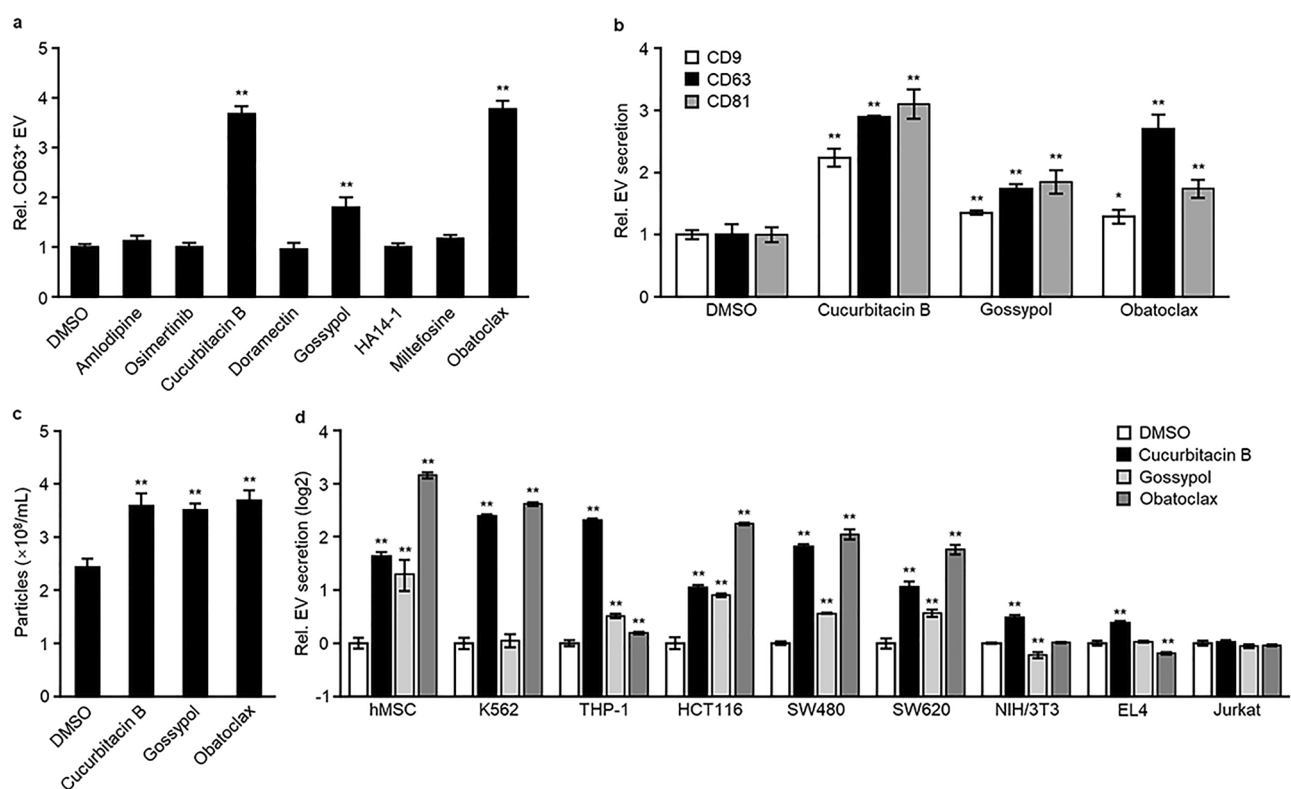 a
Rel. CD63⁺ EV
5
4
3
2
1
0
**
**
**
DMSO
Amlodipine
Osimertinib
Cucurbitacin B
Doramectin
Gossypol
HA14-1
Miltefosine
Obatoclax
b
Rel. EV secretion
4
3
2
1
0
CD9
CD63
CD81
** ** **
** ** **
* ** **
DMSO Cucurbitacin B Gossypol Obatoclax
c
Particles (×10⁸/mL)
5
4
3
2
1
0
** ** **
DMSO
Cucurbitacin B
Gossypol
Obatoclax
d
Rel. EV secretion (log2)
4
3
2
1
0
-1
DMSO
Cucurbitacin B
Gossypol
Obatoclax
** ** **
** **
** ** **
** ** **
** ** **
** ** **
** **
** **
hMSC K562 THP-1 HCT116 SW480 SW620 NIH/3T3 EL4 Jurkat